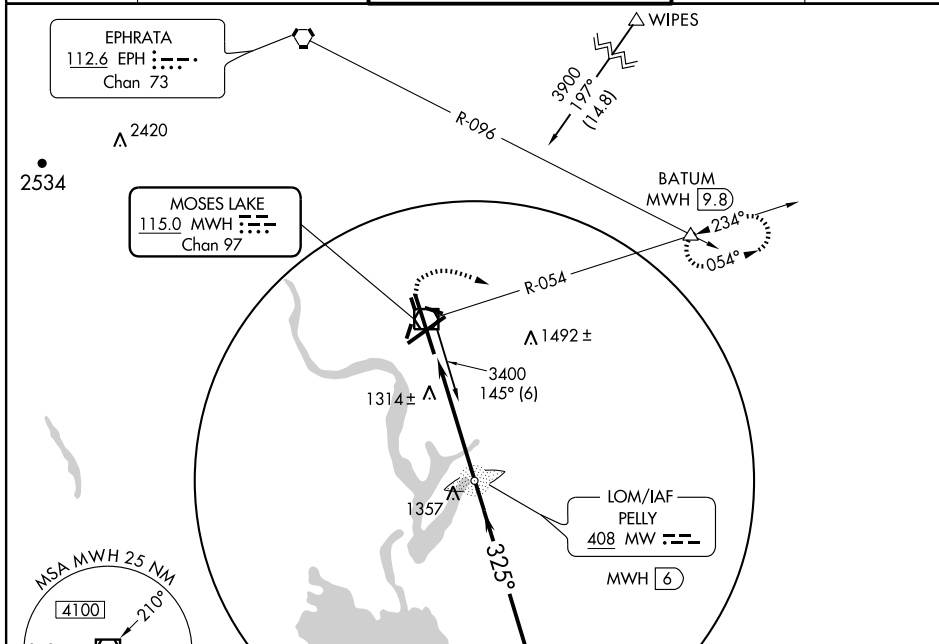 WIPES
EPHRATA
112.6 EPH
Chan 73
3900
197°
(14.8)
2420
R-096
2534
BATUM
MWH 9.8
MOSES LAKE
115.0 MWH
Chan 97
234°
054°
R-054
1492 ±
3400
145° (6)
1314 ±
1357
LOM/IAF
PELLY
408 MW
325°
MWH 6
MSA MWH 25 NM
4100
210°